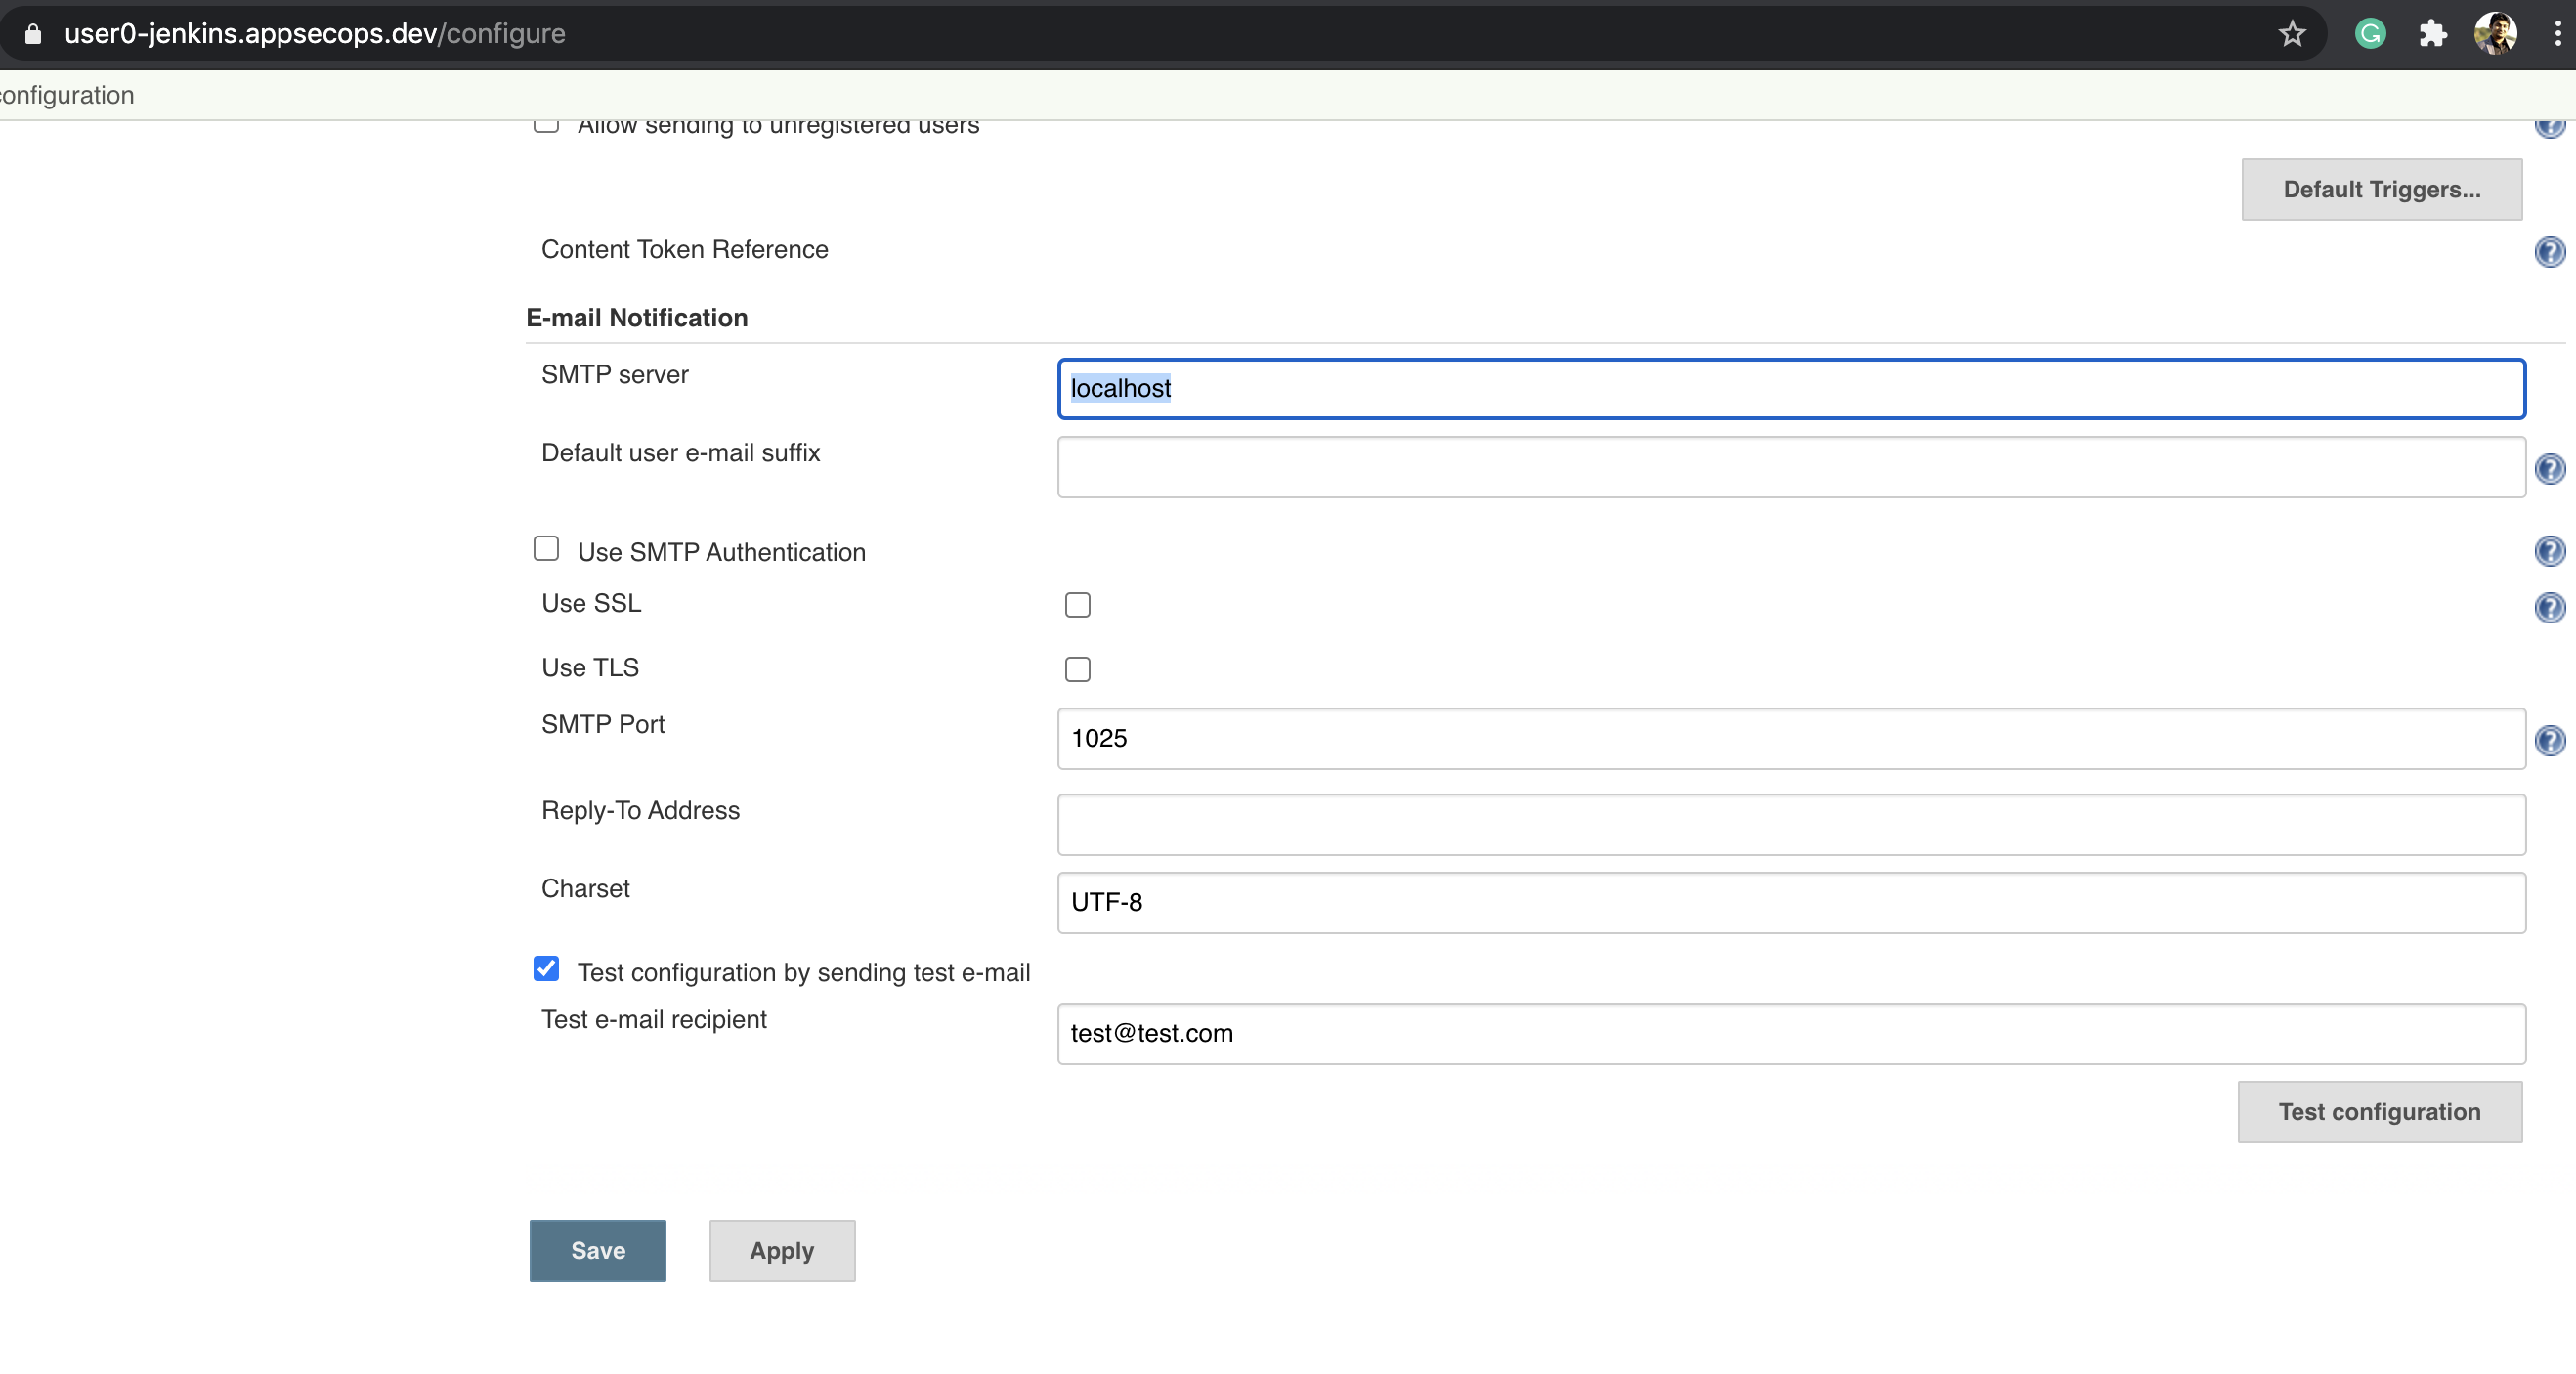 user0-jenkins.appsecops.dev/configure
onfiguration
Allow sending to unregistered users
Default Triggers...
Content Token Reference
E-mail Notification
SMTP server
localhost
Default user e-mail suffix
Use SMTP Authentication
Use SSL
Use TLS
SMTP Port
1025
Reply-To Address
Charset
UTF-8
Test configuration by sending test e-mail
Test e-mail recipient
test@test.com
Test configuration
Save
Apply